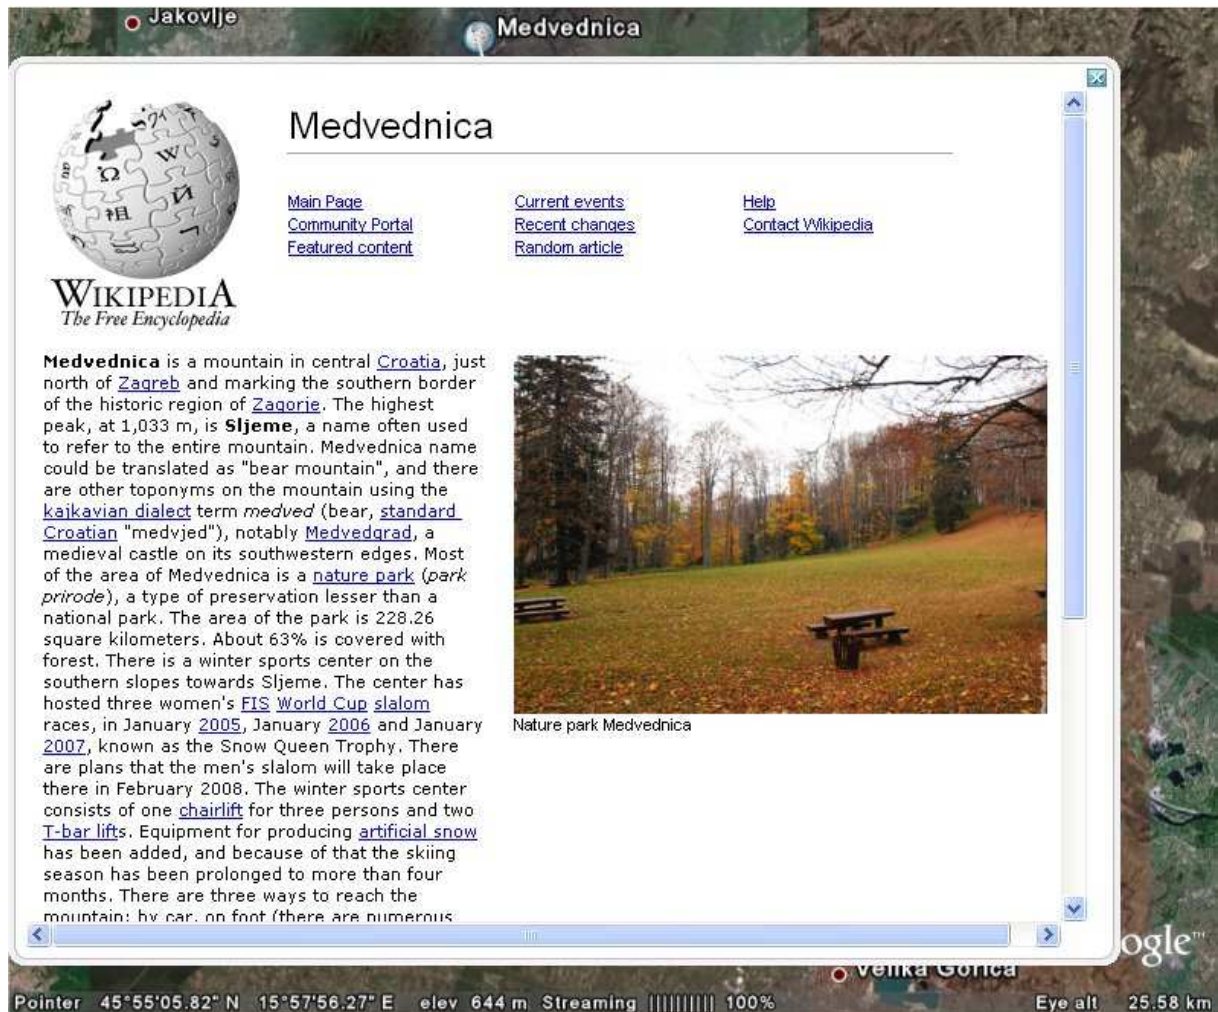 Jakovlje
Medvednica
Medvednica
Main Page
Current events
Help
Community Portal
Recent changes
Contact Wikipedia
Featured content
Random article
WIKIPEDIA
The Free Encyclopedia
Medvednica is a mountain in central Croatia, just
north of Zagreb and marking the southern border
of the historic region of Zagorje. The highest
peak, at 1,033 m, is Sljeme, a name often used
to refer to the entire mountain. Medvednica name
could be translated as "bear mountain", and there
are other toponyms on the mountain using the
kajkavian dialect term medved (bear, standard
Croatian "medvjed"), notably Medvedgrad, a
medieval castle on its southwestern edges. Most
of the area of Medvednica is a nature park (park
prirode), a type of preservation lesser than a
national park. The area of the park is 228.26
square kilometers. About 63% is covered with
forest. There is a winter sports center on the
southern slopes towards Sljeme. The center has
hosted three women's FIS World Cup slalom
races, in January 2005, January 2006 and January
2007, known as the Snow Queen Trophy. There
are plans that the men's slalom will take place
there in February 2008. The winter sports center
consists of one chairlift for three persons and two
T-bar lifts. Equipment for producing artificial snow
has been added, and because of that the skiing
season has been prolonged to more than four
months. There are three ways to reach the
mountain: by car, on foot (there are numerous
Nature park Medvednica
ogle™
Velika Gorica
Pointer 45°55'05.82" N 15°57'56.27" E elev 644 m Streaming |||||||||| 100% Eye alt 25.58 km